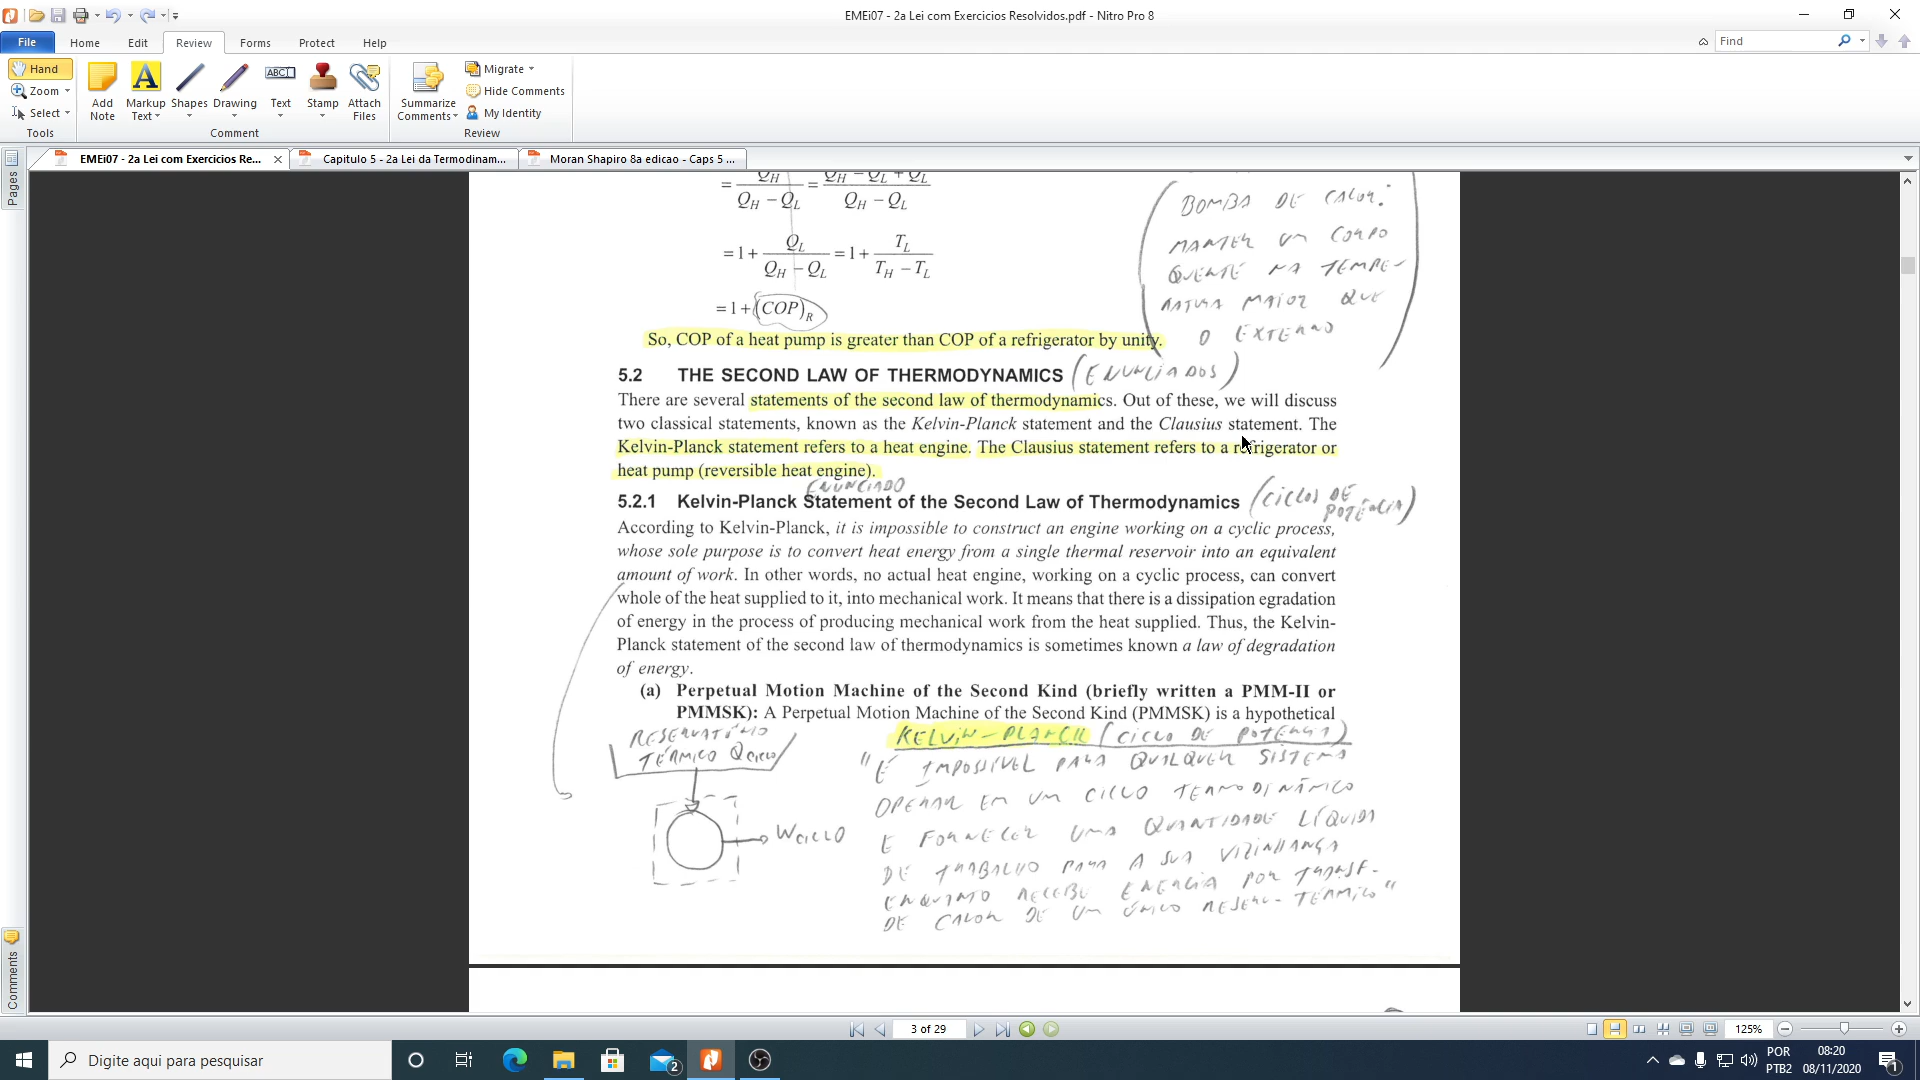 EMEi07 - 2a Lei com Exercicios Resolvidos.pdf - Nitro Pro 8
File Home Edit Review Forms Protect Help
Find
Hand
Zoom
Select
Tools
Add Note
Markup Text
Shapes
Drawing
Text
Stamp
Attach Files
Comment
Summarize Comments
Migrate
Hide Comments
My Identity
Review
EMEi07 - 2a Lei com Exercicios Re...
Capitulo 5 - 2a Lei da Termodinam...
Moran Shapiro 8a edicao - Caps 5 ...
Pages
Comments
= Q_H / (Q_H − Q_L) = (Q_H − Q_L + Q_L) / (Q_H − Q_L)
= 1 + Q_L / (Q_H − Q_L) = 1 + T_L / (T_H − T_L)
= 1 + (COP)_R
BOMBA DE CALOR:
MANTER UM CORPO
QUENTE NA TEMPE-
RATURA MAIOR QUE
O EXTERNO
So, COP of a heat pump is greater than COP of a refrigerator by unity.
5.2 THE SECOND LAW OF THERMODYNAMICS (ENUNCIADOS)
There are several statements of the second law of thermodynamics. Out of these, we will discuss
two classical statements, known as the Kelvin-Planck statement and the Clausius statement. The
Kelvin-Planck statement refers to a heat engine. The Clausius statement refers to a refrigerator or
heat pump (reversible heat engine).
ENUNCIADO
5.2.1 Kelvin-Planck Statement of the Second Law of Thermodynamics (CICLOS DE
POTÊNCIA)
According to Kelvin-Planck, it is impossible to construct an engine working on a cyclic process,
whose sole purpose is to convert heat energy from a single thermal reservoir into an equivalent
amount of work. In other words, no actual heat engine, working on a cyclic process, can convert
whole of the heat supplied to it, into mechanical work. It means that there is a dissipation egradation
of energy in the process of producing mechanical work from the heat supplied. Thus, the Kelvin-
Planck statement of the second law of thermodynamics is sometimes known a law of degradation
of energy.
(a) Perpetual Motion Machine of the Second Kind (briefly written a PMM-II or
PMMSK): A Perpetual Motion Machine of the Second Kind (PMMSK) is a hypothetical
RESERVATÓRIO
TÉRMICO Q CICLO
W CICLO
KELVIN-PLANCK (CICLO DE POTENCIA)
"É IMPOSSÍVEL PARA QUALQUER SISTEMA
OPERAR EM UM CICLO TERMODINÂMICO
E FORNECER UMA QUANTIDADE LÍQUIDA
DE TRABALHO PARA A SUA VIZINHANÇA
ENQUANTO RECEBE ENERGIA POR TRANSF.
DE CALOR DE UM ÚNICO RESERV. TÉRMICO"
3 of 29
125%
Digite aqui para pesquisar
2
POR
PTB2
08:20
08/11/2020
1